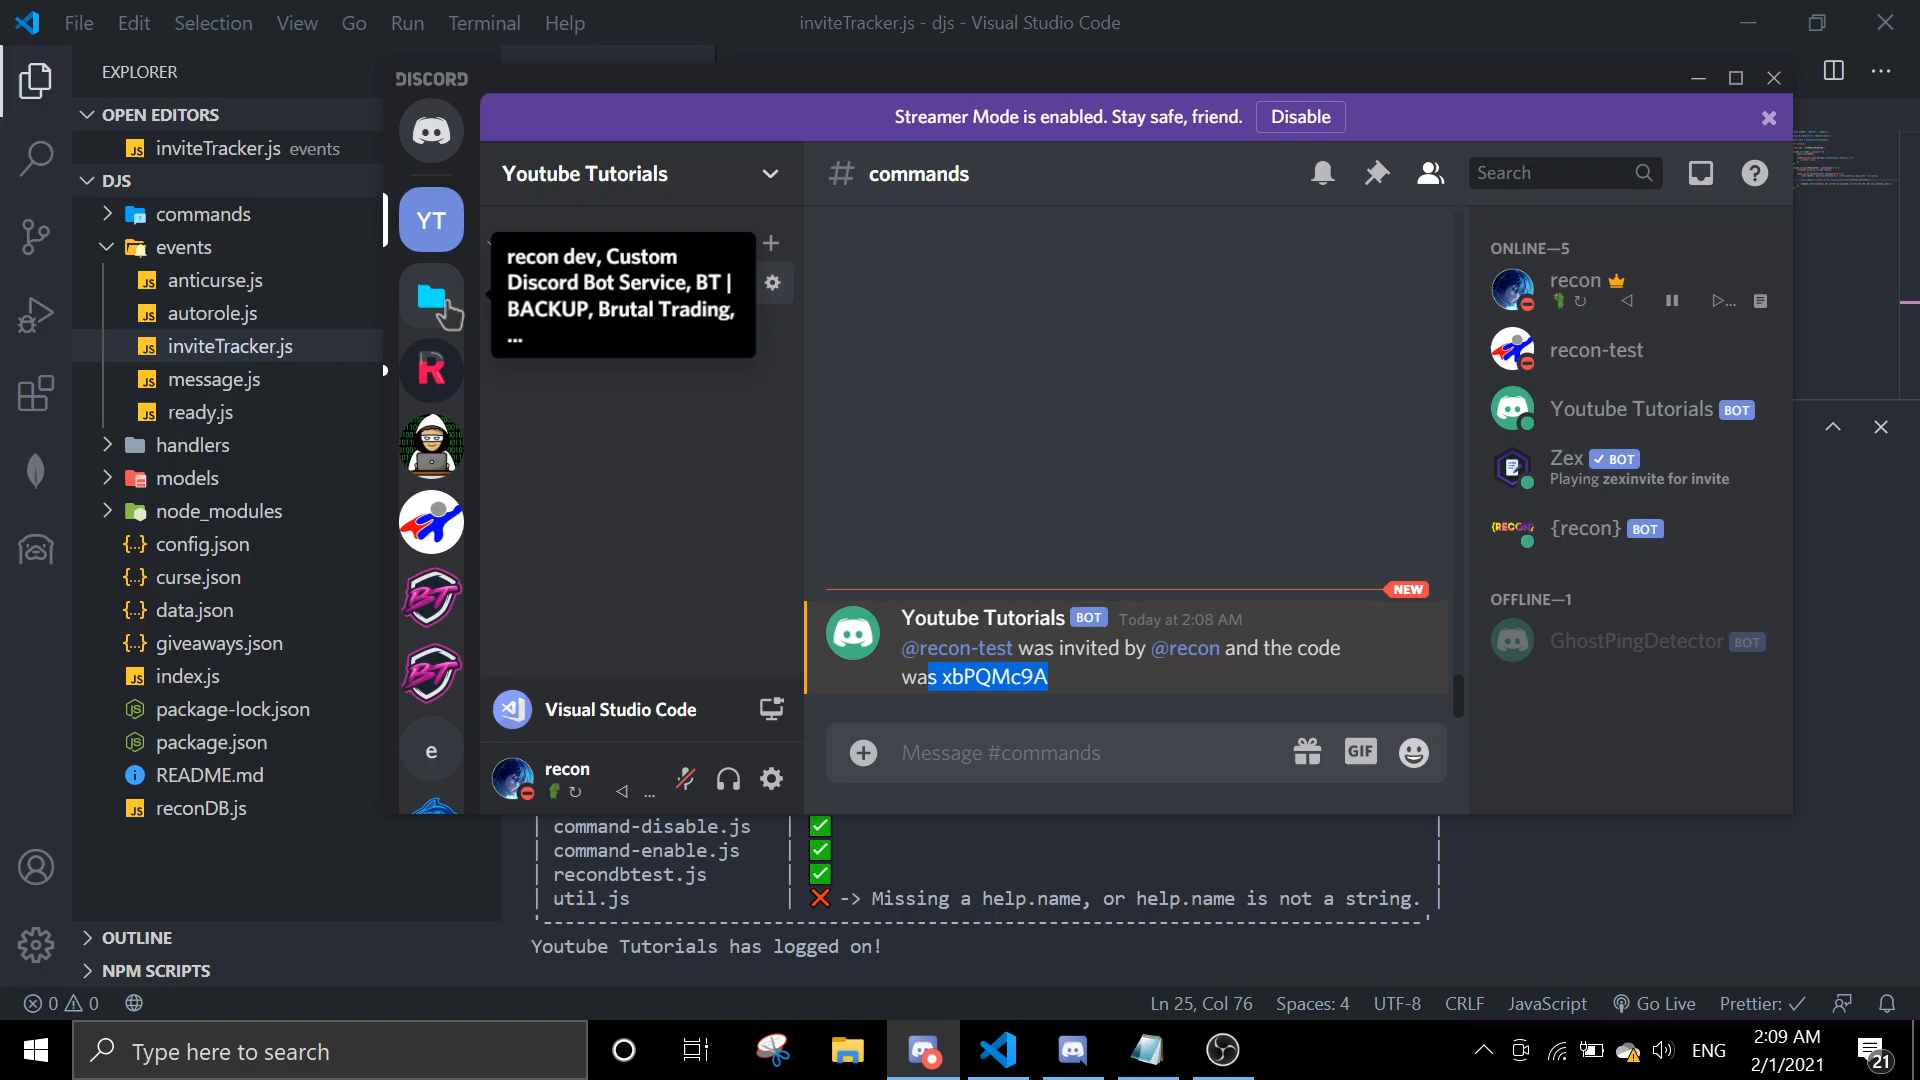 File Edit Selection View Go Run Terminal Help
inviteTracker.js - djs - Visual Studio Code
EXPLORER
OPEN EDITORS
inviteTracker.js events
DJS
commands
events
anticurse.js
autorole.js
inviteTracker.js
message.js
ready.js
handlers
models
node_modules
config.json
curse.json
data.json
giveaways.json
index.js
package-lock.json
package.json
README.md
reconDB.js
OUTLINE
NPM SCRIPTS
DISCORD
Streamer Mode is enabled. Stay safe, friend. Disable
YT
R
BT
BT
e
Youtube Tutorials
recon dev, Custom
Discord Bot Service, BT |
BACKUP, Brutal Trading,
...
Visual Studio Code
recon
...
# commands
Search
NEW
Youtube Tutorials BOT Today at 2:08 AM
@recon-test was invited by @recon and the code
was xbPQMc9A
Message #commands
GIF
ONLINE—5
recon
recon-test
Youtube Tutorials BOT
Zex ✓ BOT
Playing zexinvite for invite
{recon} BOT
OFFLINE—1
GhostPingDetector BOT
| command-disable.js | ✅ |
| command-enable.js | ✅ |
| recondbtest.js | ✅ |
| util.js | ❌ -> Missing a help.name, or help.name is not a string. |
'--------------------------------------------------------------------------'
Youtube Tutorials has logged on!
0 0
Ln 25, Col 76 Spaces: 4 UTF-8 CRLF JavaScript Go Live Prettier: ✓
Type here to search
ENG
2:09 AM
2/1/2021
21